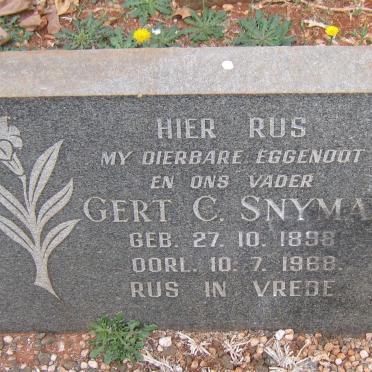 HIER RUS
MY DIERBARE EGGENOOT
EN ONS VADER
GERT C. SNYMA
GEB. 27. 10. 1898
OORL. 10. 7. 1968.
RUS IN VREDE